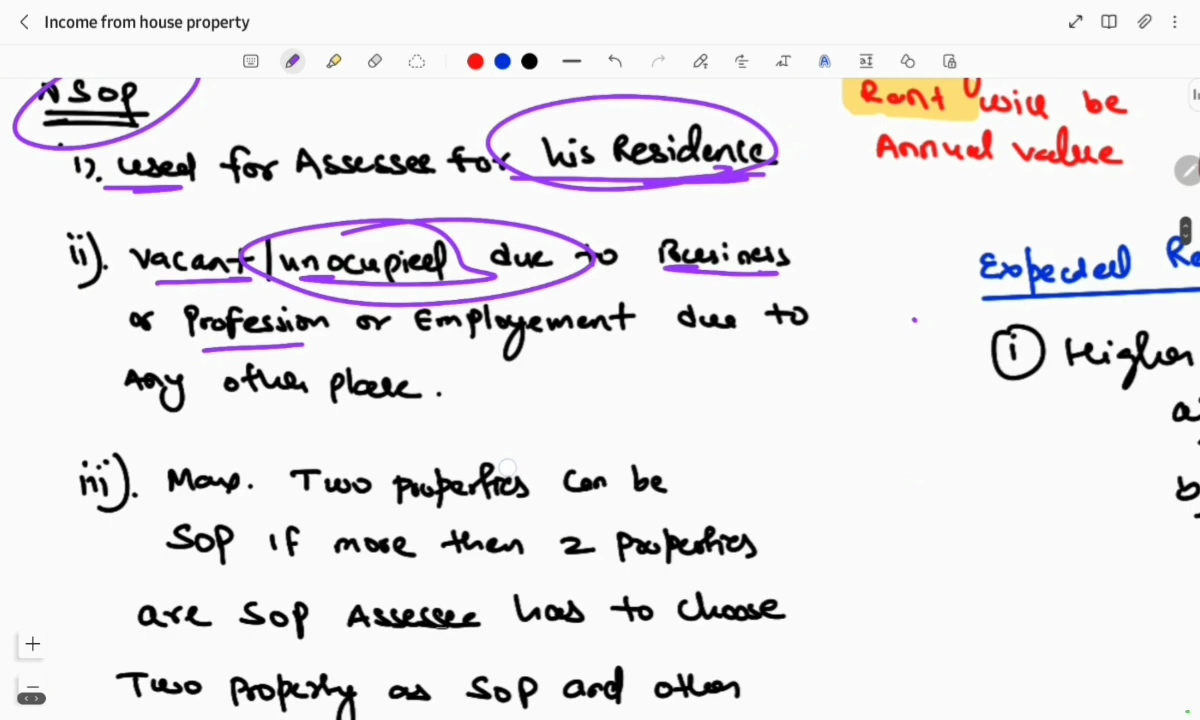 Income from house property
SOP
i). used for Assessee for his Residence
ii). vacant|unocupied due to Business
or Profession or Employement due to
Any other place.
iii). Max. Two properties can be
SOP if more then 2 properties
are SOP Assessee has to choose
Two property as SOP and other
Rent will be
Annual value
Expected Re
i Higher
a
b